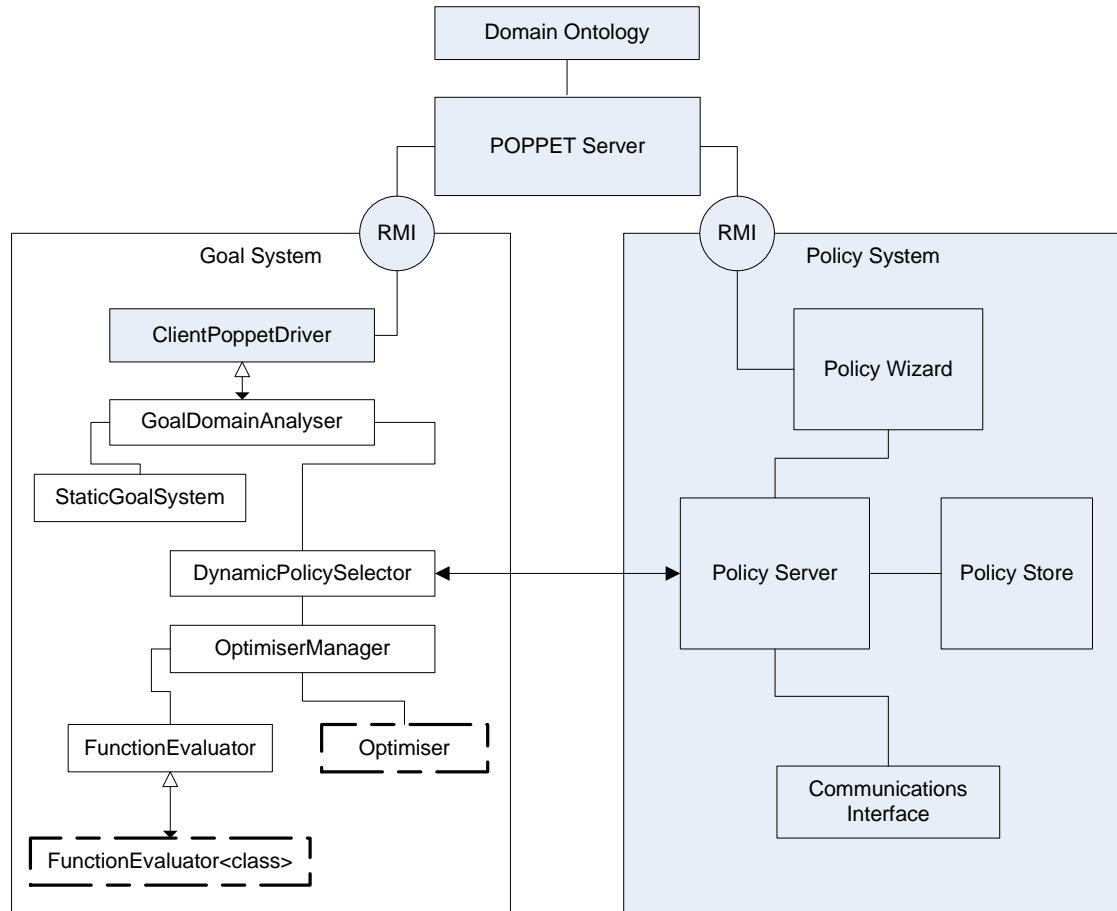 Domain Ontology
POPPET Server
RMI
RMI
Goal System
Policy System
ClientPoppetDriver
Policy Wizard
GoalDomainAnalyser
StaticGoalSystem
DynamicPolicySelector
Policy Server
Policy Store
OptimiserManager
FunctionEvaluator
Optimiser
Communications
Interface
FunctionEvaluator<class>